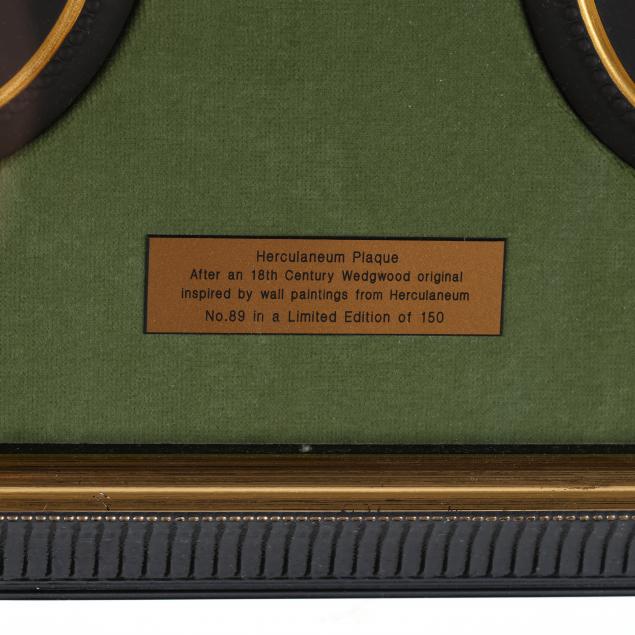 Herculaneum Plaque
After an 18th Century Wedgwood original
inspired by wall paintings from Herculaneum
No.89 in a Limited Edition of 150